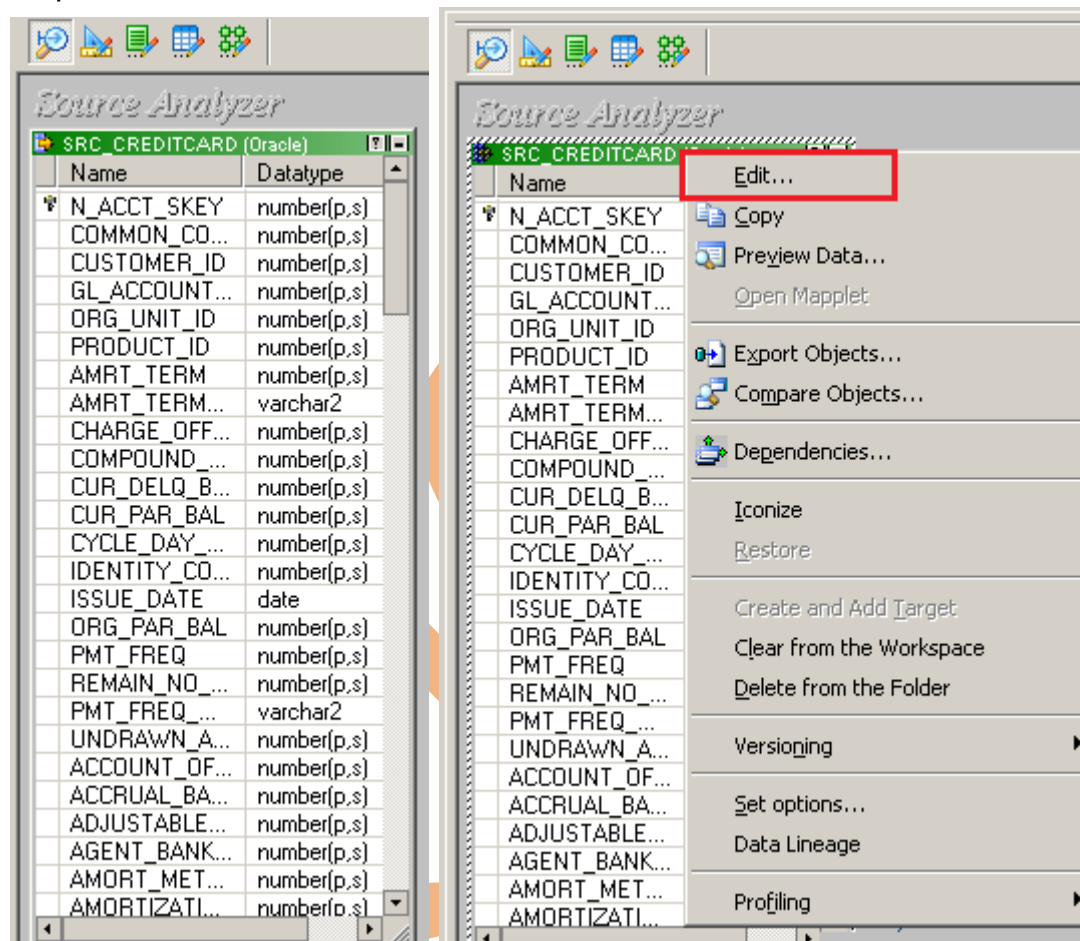 Source Analyzer
SRC_CREDITCARD (Oracle)
Name Datatype
N_ACCT_SKEY number(p,s)
COMMON_CO... number(p,s)
CUSTOMER_ID number(p,s)
GL_ACCOUNT... number(p,s)
ORG_UNIT_ID number(p,s)
PRODUCT_ID number(p,s)
AMRT_TERM number(p,s)
AMRT_TERM... varchar2
CHARGE_OFF... number(p,s)
COMPOUND_... number(p,s)
CUR_DELQ_B... number(p,s)
CUR_PAR_BAL number(p,s)
CYCLE_DAY_... number(p,s)
IDENTITY_CO... number(p,s)
ISSUE_DATE date
ORG_PAR_BAL number(p,s)
PMT_FREQ number(p,s)
REMAIN_NO_... number(p,s)
PMT_FREQ_... varchar2
UNDRAWN_A... number(p,s)
ACCOUNT_OF... number(p,s)
ACCRUAL_BA... number(p,s)
ADJUSTABLE... number(p,s)
AGENT_BANK... number(p,s)
AMORT_MET... number(p,s)
AMORTIZATI... number(p,s)
Source Analyzer
SRC_CREDITCARD
Name
N_ACCT_SKEY
COMMON_CO...
CUSTOMER_ID
GL_ACCOUNT...
ORG_UNIT_ID
PRODUCT_ID
AMRT_TERM
AMRT_TERM...
CHARGE_OFF...
COMPOUND_...
CUR_DELQ_B...
CUR_PAR_BAL
CYCLE_DAY_...
IDENTITY_CO...
ISSUE_DATE
ORG_PAR_BAL
PMT_FREQ
REMAIN_NO_...
PMT_FREQ_...
UNDRAWN_A...
ACCOUNT_OF...
ACCRUAL_BA...
ADJUSTABLE...
AGENT_BANK...
AMORT_MET...
AMORTIZATI...
Edit...
Copy
Preview Data...
Open Mapplet
Export Objects...
Compare Objects...
Dependencies...
Iconize
Restore
Create and Add Target
Clear from the Workspace
Delete from the Folder
Versioning
Set options...
Data Lineage
Profiling